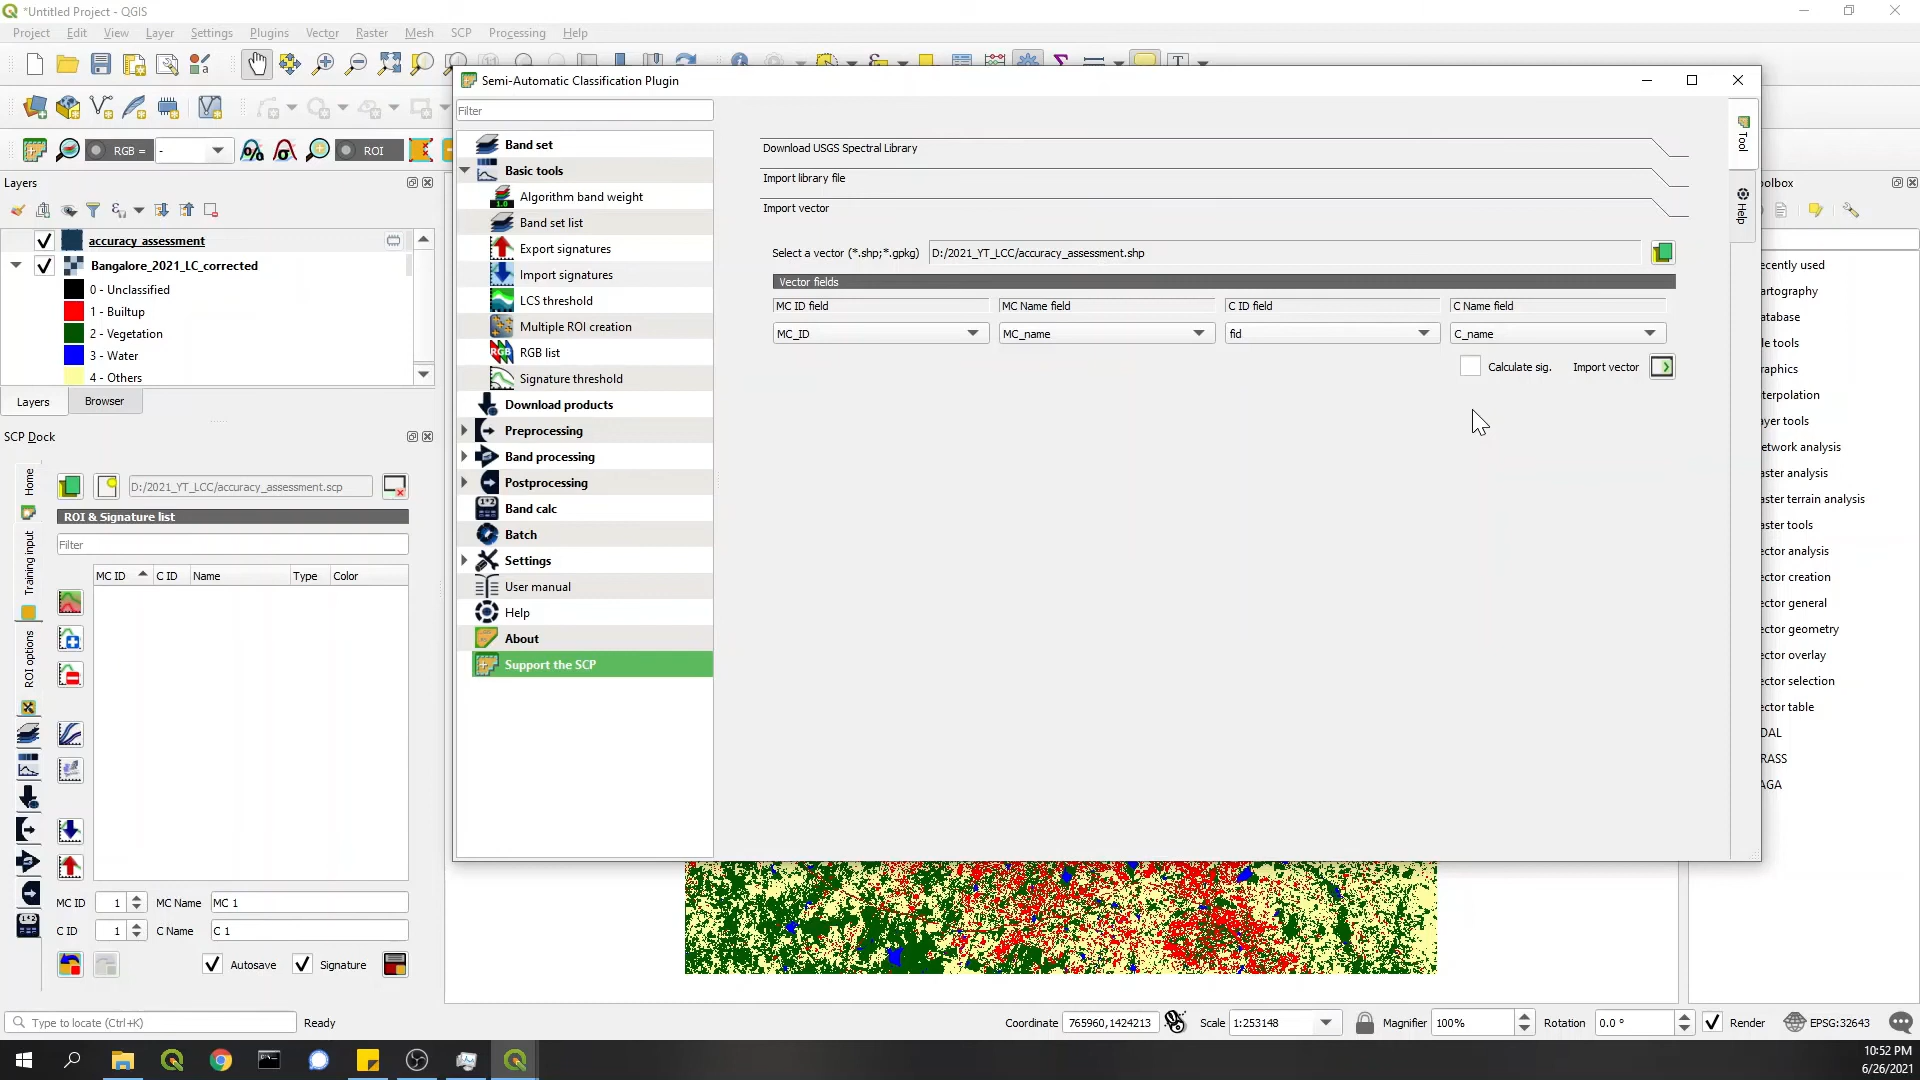 *Untitled Project - QGIS
Project Edit View Layer Settings Plugins Vector Raster Mesh SCP Processing Help
Semi-Automatic Classification Plugin
Filter
Band set
Basic tools
Algorithm band weight
Band set list
Export signatures
Import signatures
LCS threshold
Multiple ROI creation
RGB list
Signature threshold
Download products
Preprocessing
Band processing
Postprocessing
Band calc
Batch
Settings
User manual
Help
About
Support the SCP
Download USGS Spectral Library
Import library file
Import vector
Select a vector (*.shp;*.gpkg) D:/2021_YT_LCC/accuracy_assessment.shp
Vector fields
MC ID field MC Name field C ID field C Name field
MC_ID MC_name fid C_name
Calculate sig. Import vector
Tool
Help
RGB = - ROI
Layers
accuracy_assessment
Bangalore_2021_LC_corrected
0 - Unclassified
1 - Builtup
2 - Vegetation
3 - Water
4 - Others
Layers Browser
SCP Dock
Home
Training input
ROI options
D:/2021_YT_LCC/accuracy_assessment.scp
ROI & Signature list
Filter
MC ID C ID Name Type Color
MC ID 1 MC Name MC 1
C ID 1 C Name C 1
Autosave Signature
olbox
ecently used
artography
atabase
le tools
raphics
terpolation
ayer tools
etwork analysis
aster analysis
aster terrain analysis
aster tools
ector analysis
ector creation
ector general
ector geometry
ector overlay
ector selection
ector table
DAL
RASS
AGA
Type to locate (Ctrl+K) Ready Coordinate 765960,1424213 Scale 1:253148 Magnifier 100% Rotation 0.0 ° Render EPSG:32643
10:52 PM
6/26/2021